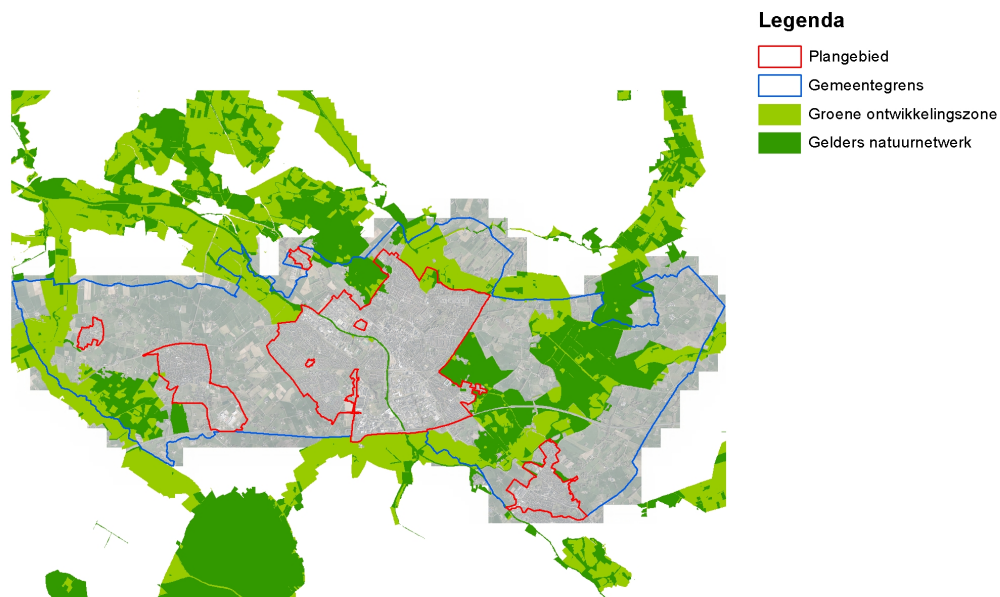 Legenda
Plangebied
Gemeentegrens
Groene ontwikkelingszone
Gelders natuurnetwerk